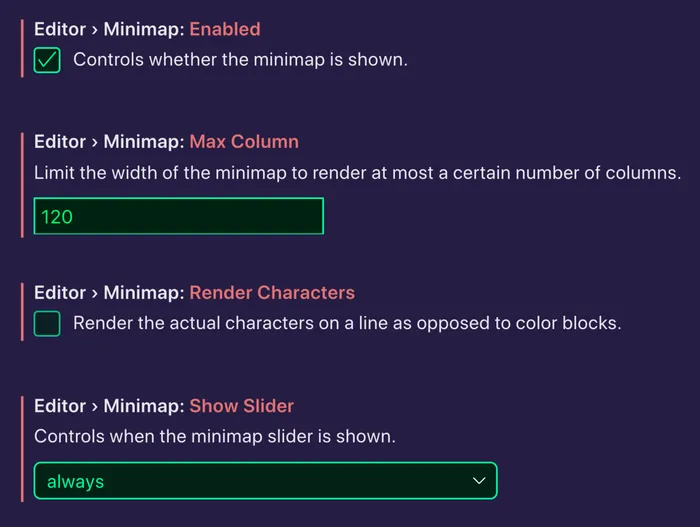 Editor › Minimap: Enabled
Controls whether the minimap is shown.
Editor › Minimap: Max Column
Limit the width of the minimap to render at most a certain number of columns.
120
Editor › Minimap: Render Characters
Render the actual characters on a line as opposed to color blocks.
Editor › Minimap: Show Slider
Controls when the minimap slider is shown.
always